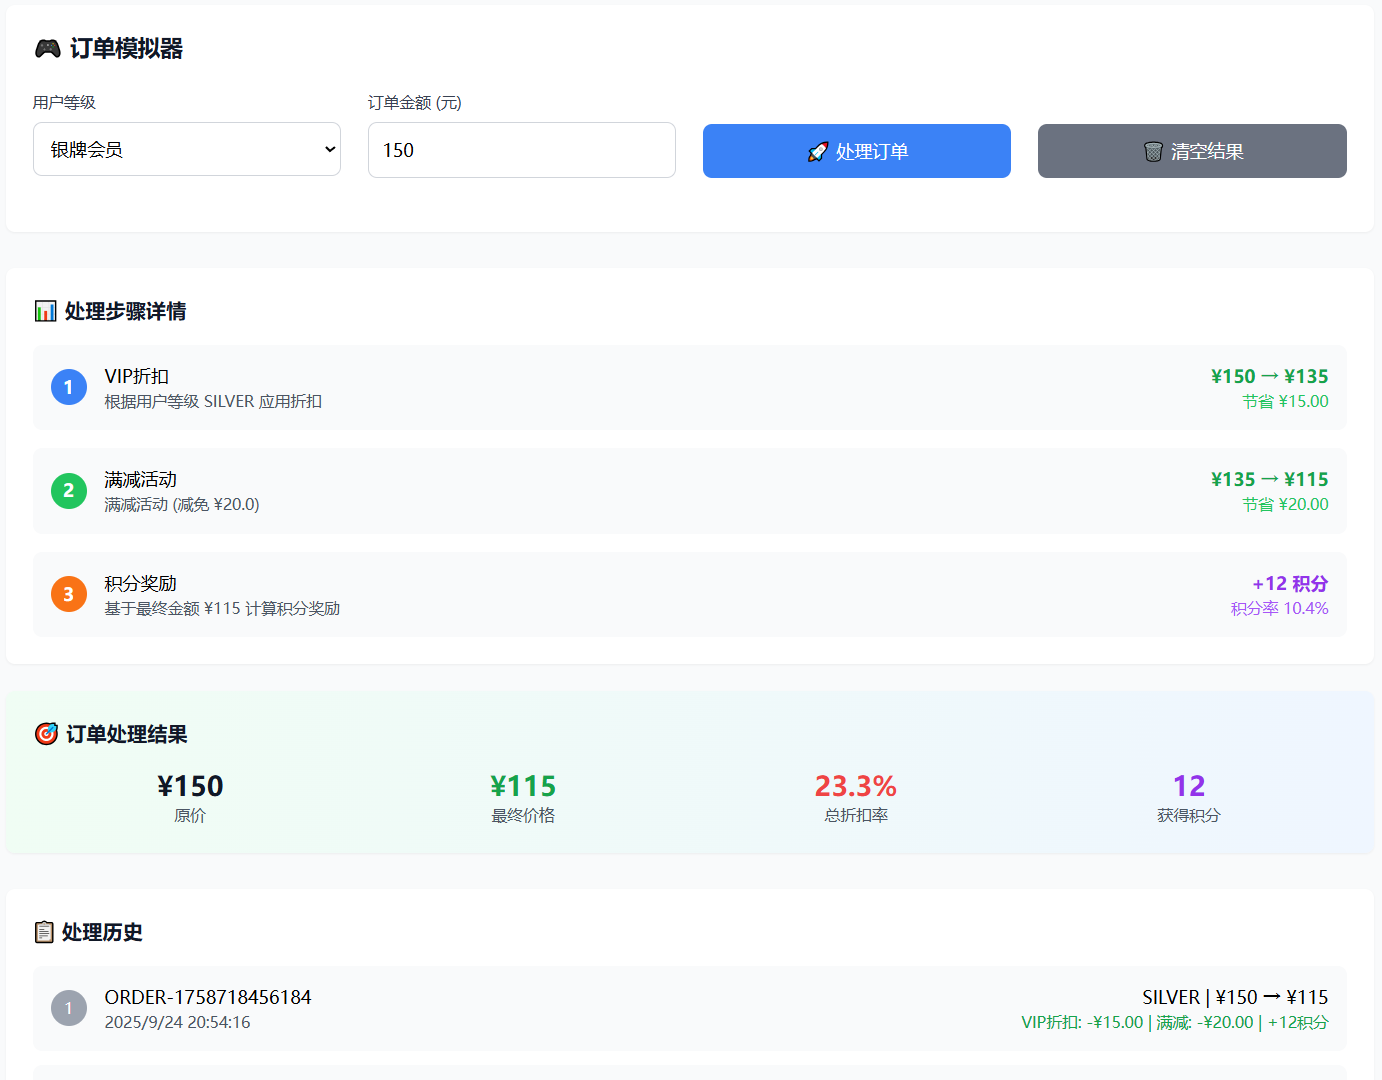 🎮 订单模拟器
用户等级
订单金额 (元)
银牌会员
150
🚀 处理订单
🗑️ 清空结果
📊 处理步骤详情
1
VIP折扣
根据用户等级 SILVER 应用折扣
¥150 → ¥135
节省 ¥15.00
2
满减活动
满减活动 (减免 ¥20.0)
¥135 → ¥115
节省 ¥20.00
3
积分奖励
基于最终金额 ¥115 计算积分奖励
+12 积分
积分率 10.4%
🎯 订单处理结果
¥150
原价
¥115
最终价格
23.3%
总折扣率
12
获得积分
📋 处理历史
1
ORDER-1758718456184
2025/9/24 20:54:16
SILVER | ¥150 → ¥115
VIP折扣: -¥15.00 | 满减: -¥20.00 | +12积分